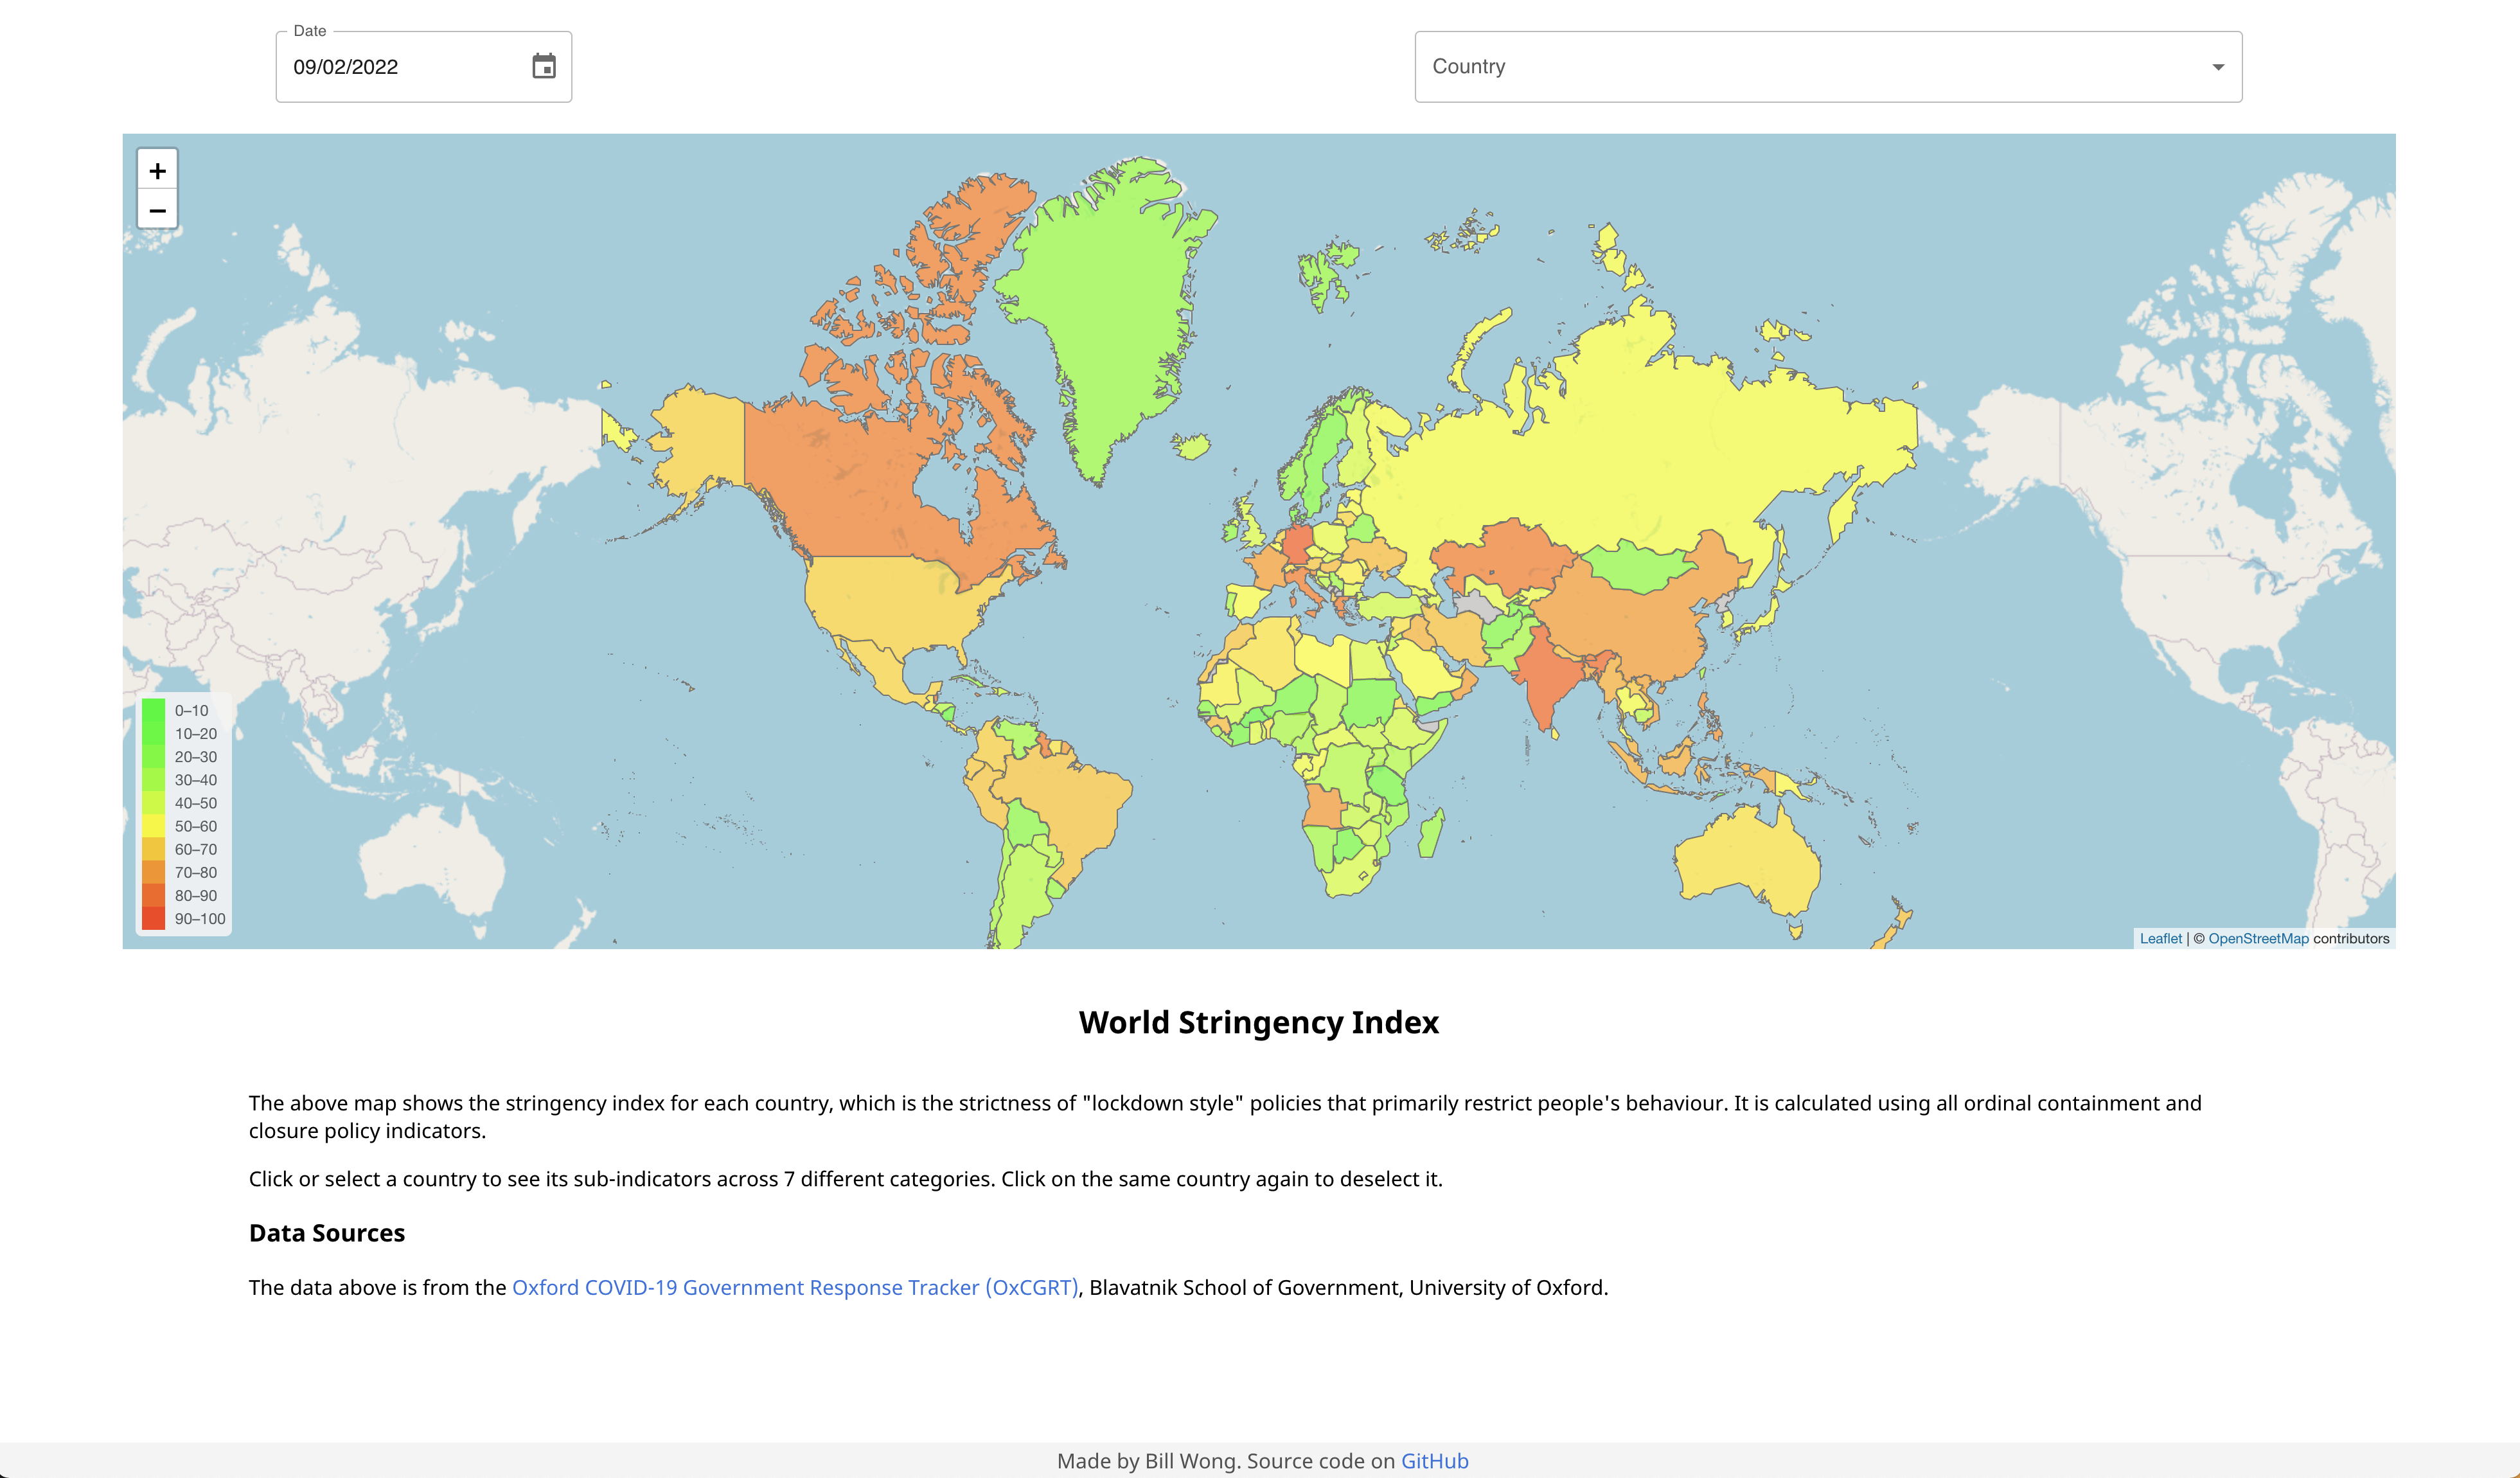 Date
09/02/2022
Country
+
−
0–10
10–20
20–30
30–40
40–50
50–60
60–70
70–80
80–90
90–100
Leaflet | © OpenStreetMap contributors
World Stringency Index
The above map shows the stringency index for each country, which is the strictness of "lockdown style" policies that primarily restrict people's behaviour. It is calculated using all ordinal containment and
closure policy indicators.
Click or select a country to see its sub-indicators across 7 different categories. Click on the same country again to deselect it.
Data Sources
The data above is from the Oxford COVID-19 Government Response Tracker (OxCGRT), Blavatnik School of Government, University of Oxford.
Made by Bill Wong. Source code on GitHub